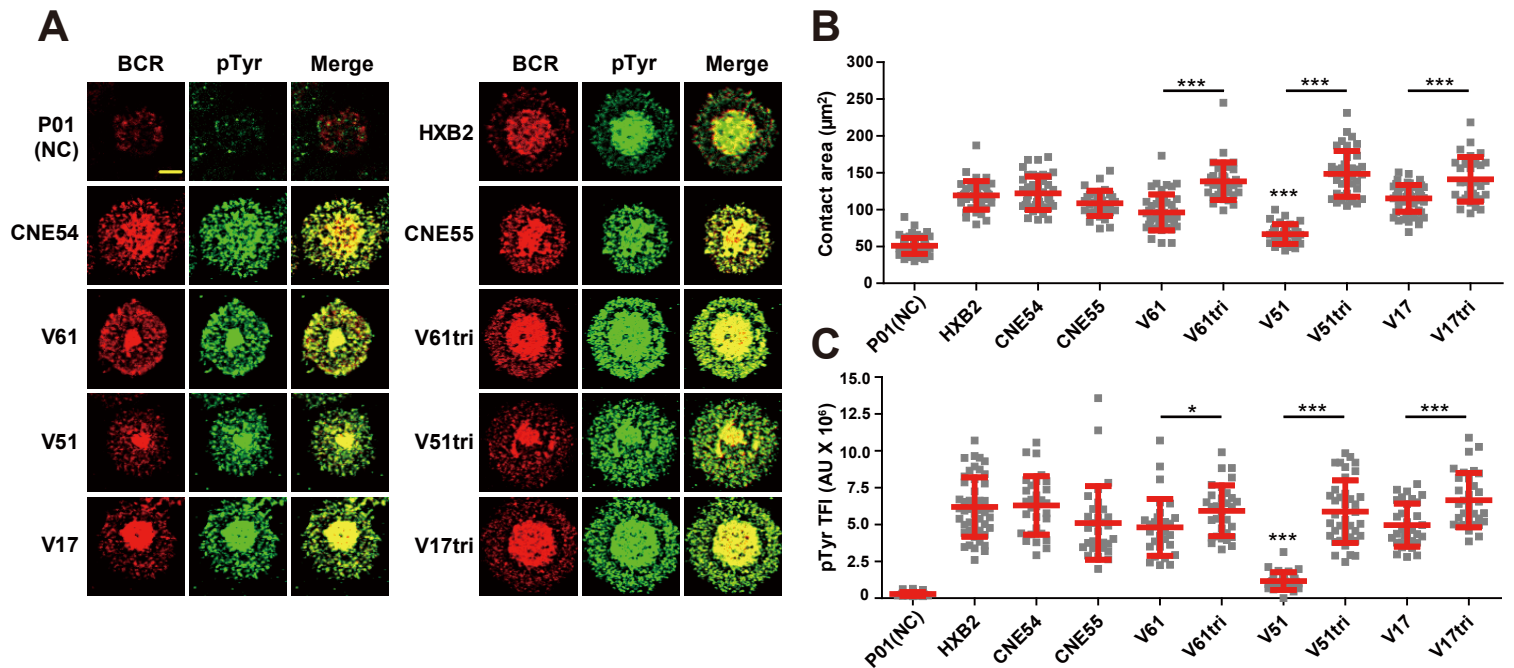 A
BCR pTyr Merge
BCR pTyr Merge
P01
(NC)
HXB2
CNE54
CNE55
V61
V61tri
V51
V51tri
V17
V17tri
B
Contact area (µm²)
300
250
200
150
100
50
0
***
***
***
***
P01(NC) HXB2 CNE54 CNE55 V61 V61tri V51 V51tri V17 V17tri
C
pTyr TFI (AU X 10⁶)
15.0
12.5
10.0
7.5
5.0
2.5
0
*
***
***
***
P01(NC) HXB2 CNE54 CNE55 V61 V61tri V51 V51tri V17 V17tri